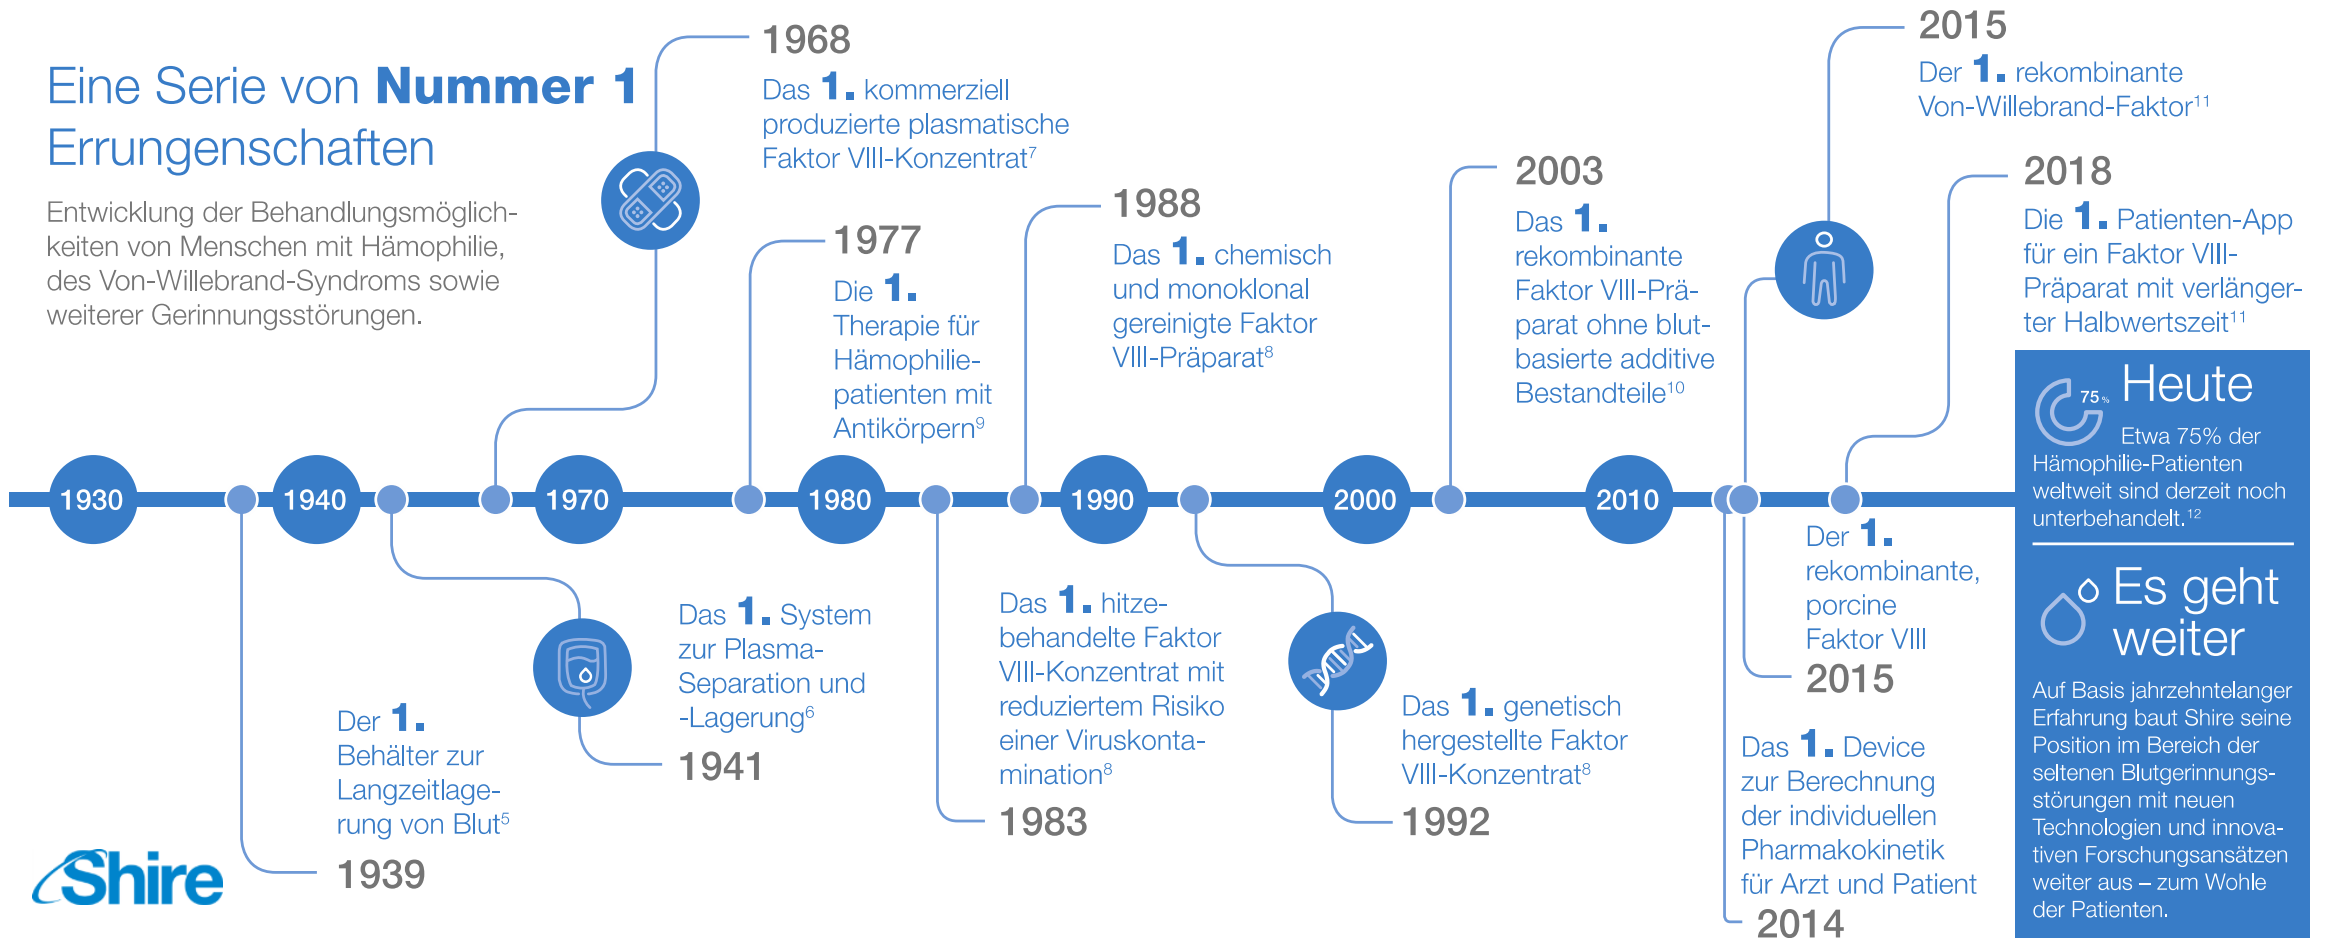 Eine Serie von Nummer 1
Errungenschaften
Entwicklung der Behandlungsmöglich-
keiten von Menschen mit Hämophilie,
des Von-Willebrand-Syndroms sowie
weiterer Gerinnungsstörungen.
1968
Das 1. kommerziell
produzierte plasmatische
Faktor VIII-Konzentrat⁷
1977
Die 1.
Therapie für
Hämophilie-
patienten mit
Antikörpern⁹
1988
Das 1. chemisch
und monoklonal
gereinigte Faktor
VIII-Präparat⁸
2003
Das 1.
rekombinante
Faktor VIII-Prä-
parat ohne blut-
basierte additive
Bestandteile¹⁰
2015
Der 1. rekombinante
Von-Willebrand-Faktor¹¹
2018
Die 1. Patienten-App
für ein Faktor VIII-
Präparat mit verlänger-
ter Halbwertszeit¹¹
1930
1940
1970
1980
1990
2000
2010
Der 1.
Behälter zur
Langzeitlage-
rung von Blut⁵
1939
Das 1. System
zur Plasma-
Separation und
-Lagerung⁶
1941
Das 1. hitze-
behandelte Faktor
VIII-Konzentrat mit
reduziertem Risiko
einer Viruskonta-
mination⁸
1983
Das 1. genetisch
hergestellte Faktor
VIII-Konzentrat⁸
1992
Der 1.
rekombinante,
porcine
Faktor VIII
2015
Das 1. Device
zur Berechnung
der individuellen
Pharmakokinetik
für Arzt und Patient
2014
75%
Heute
Etwa 75% der
Hämophilie-Patienten
weltweit sind derzeit noch
unterbehandelt.¹²
Es geht
weiter
Auf Basis jahrzehntelanger
Erfahrung baut Shire seine
Position im Bereich der
seltenen Blutgerinnungs-
störungen mit neuen
Technologien und innova-
tiven Forschungsansätzen
weiter aus – zum Wohle
der Patienten.
Shire